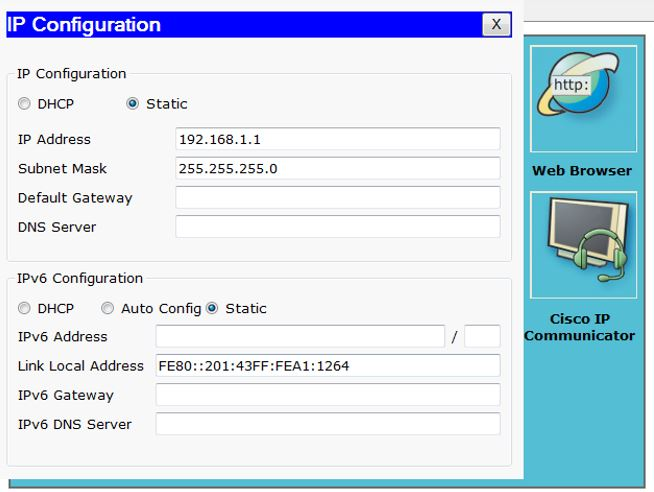 IP Configuration
X
IP Configuration
DHCP
Static
IP Address
192.168.1.1
Subnet Mask
255.255.255.0
Default Gateway
DNS Server
IPv6 Configuration
DHCP
Auto Config
Static
IPv6 Address
/
Link Local Address
FE80::201:43FF:FEA1:1264
IPv6 Gateway
IPv6 DNS Server
http:
Web Browser
Cisco IP
Communicator